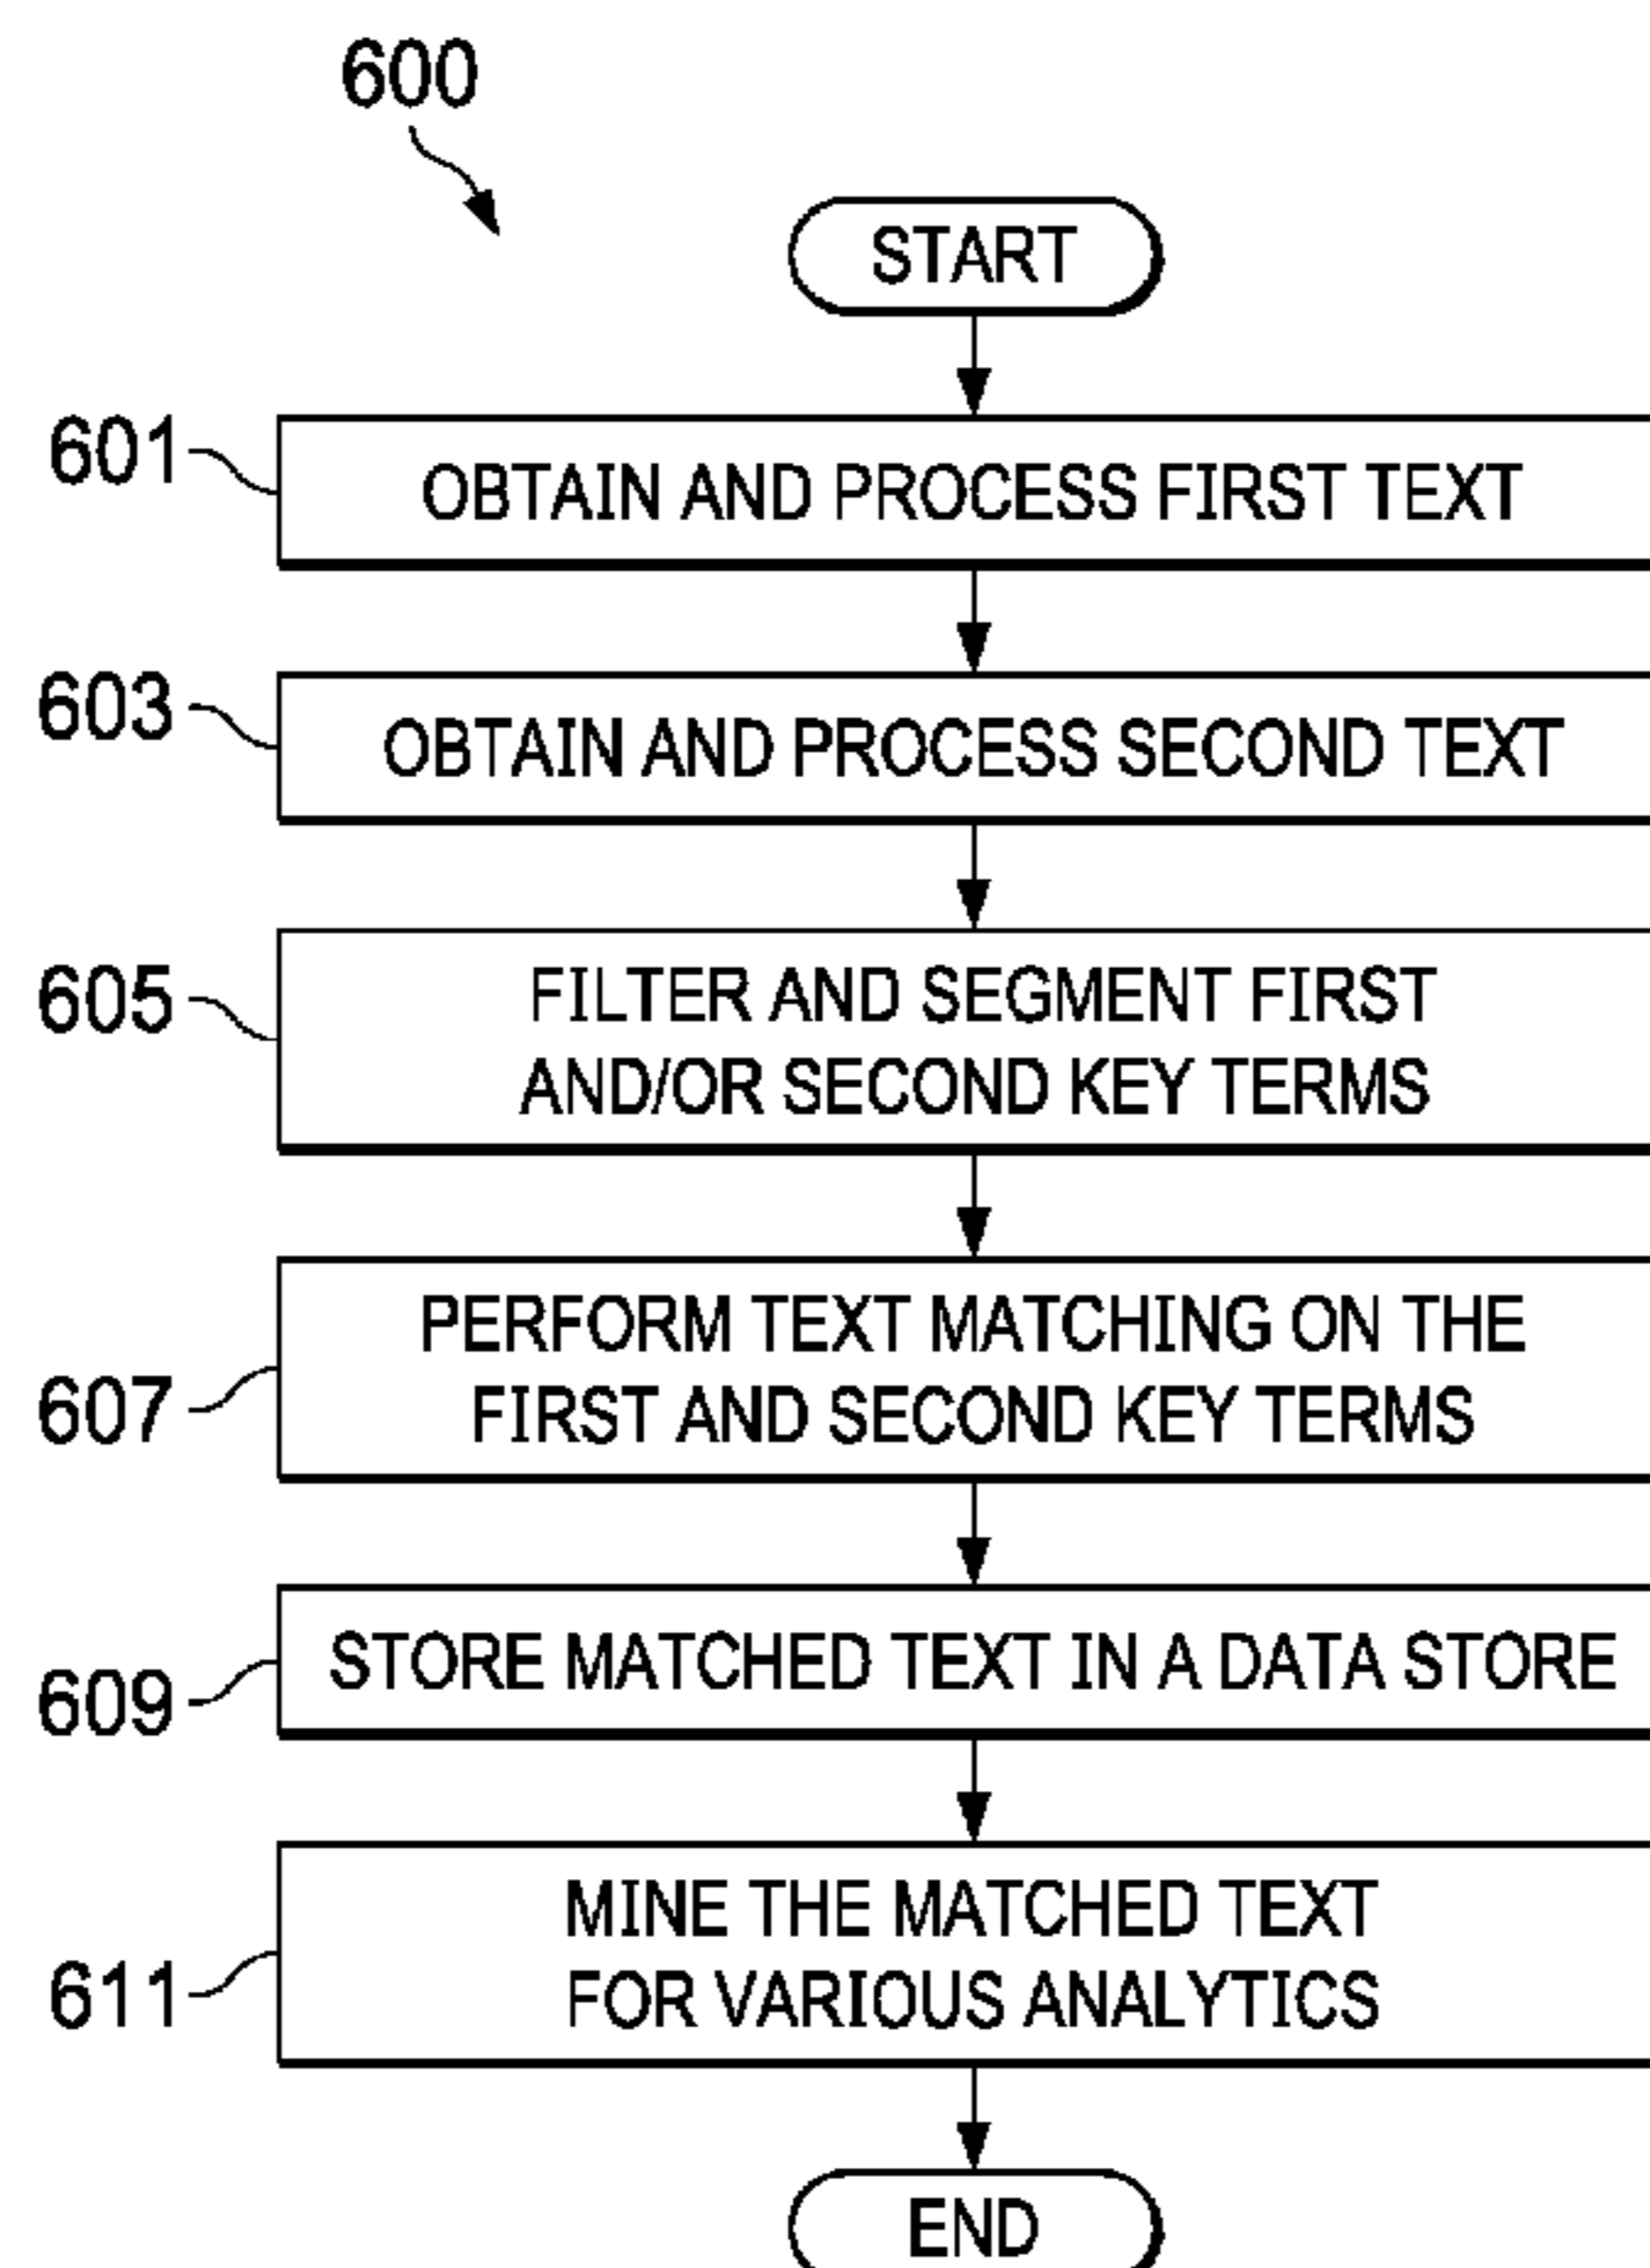 600
START
601
OBTAIN AND PROCESS FIRST TEXT
603
OBTAIN AND PROCESS SECOND TEXT
605
FILTER AND SEGMENT FIRST
AND/OR SECOND KEY TERMS
607
PERFORM TEXT MATCHING ON THE
FIRST AND SECOND KEY TERMS
609
STORE MATCHED TEXT IN A DATA STORE
611
MINE THE MATCHED TEXT
FOR VARIOUS ANALYTICS
END